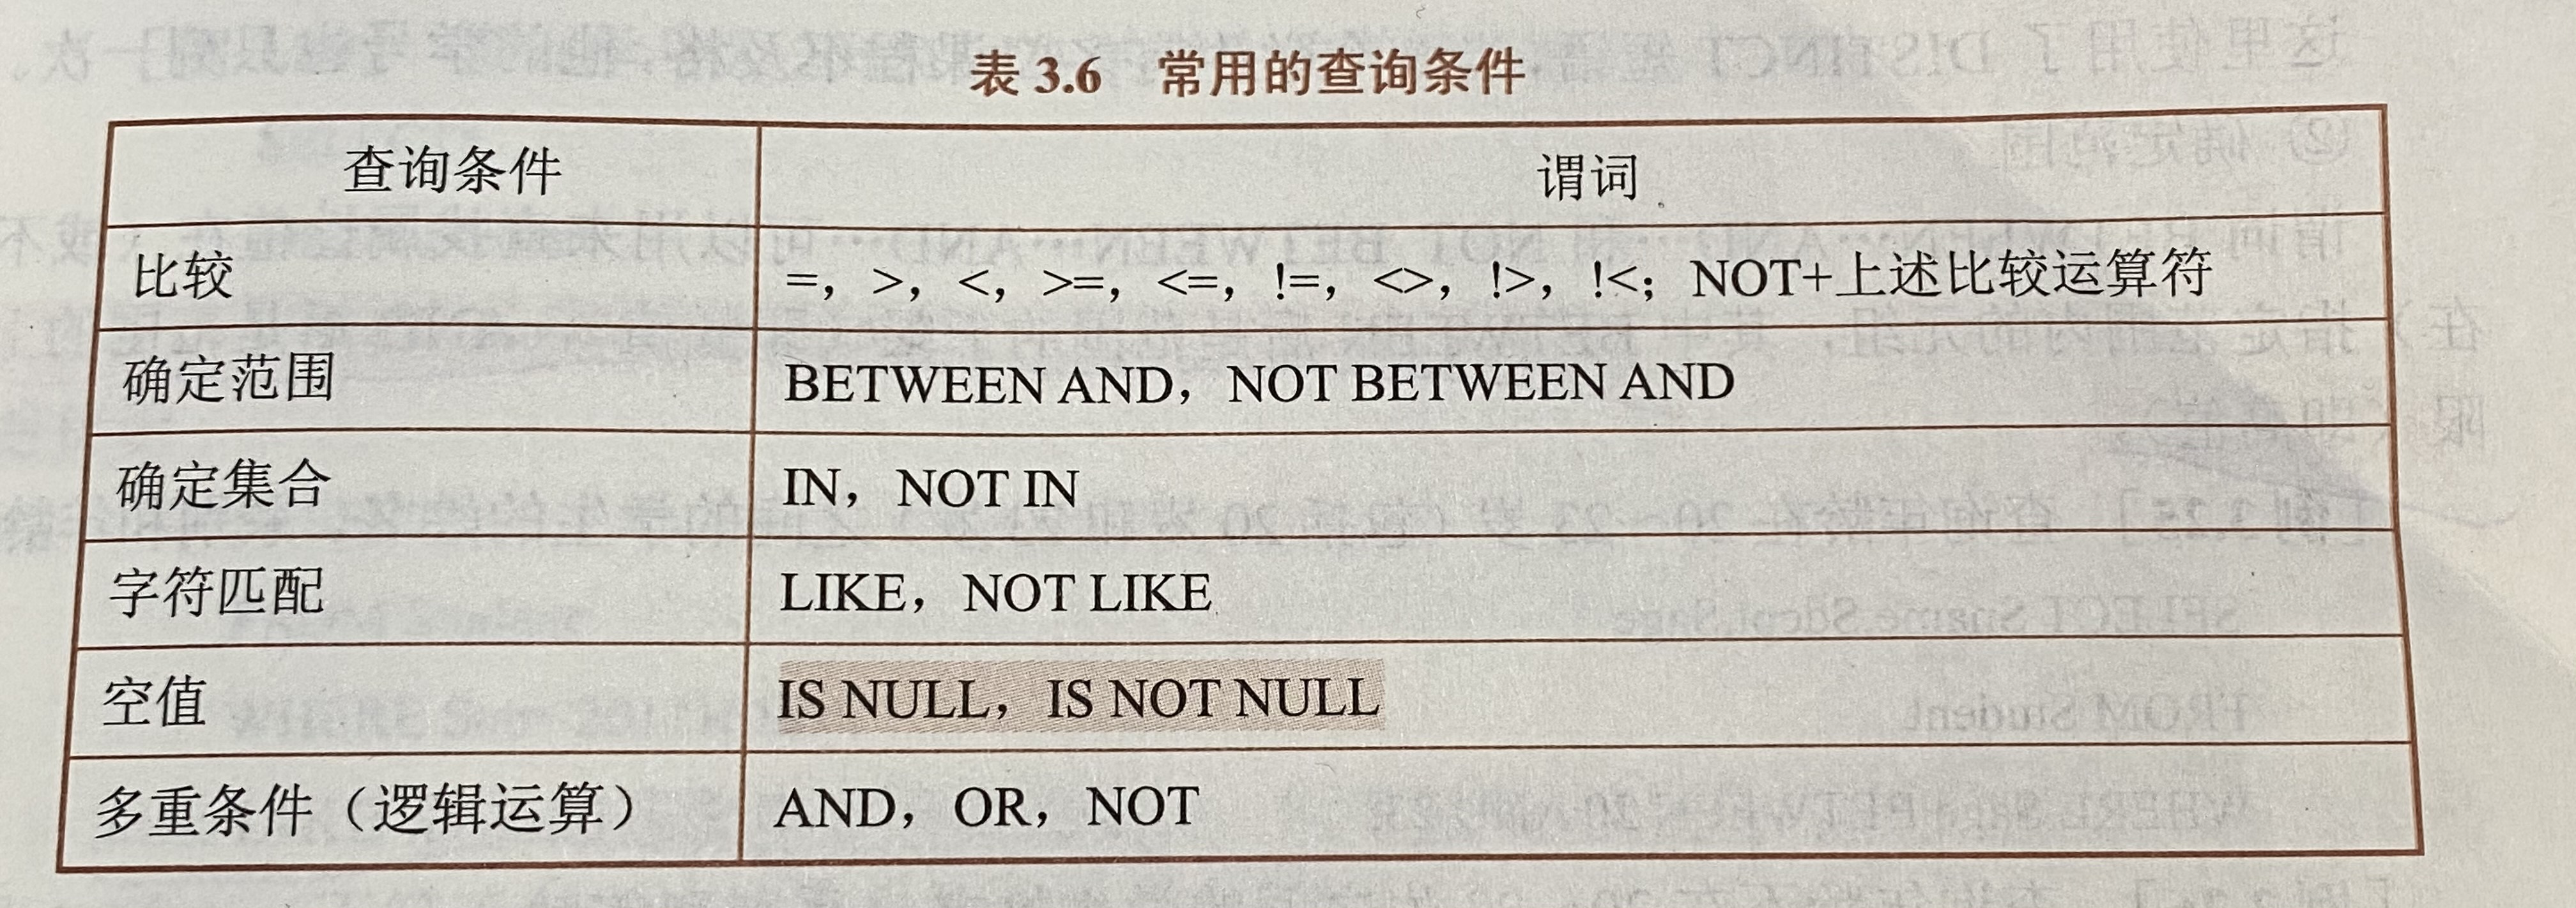 表 3.6 常用的查询条件
查询条件 谓词
比较 =，>，<，>=，<=，!=，<>，!>，!<；NOT+上述比较运算符
确定范围 BETWEEN AND，NOT BETWEEN AND
确定集合 IN，NOT IN
字符匹配 LIKE，NOT LIKE
空值 IS NULL，IS NOT NULL
多重条件（逻辑运算） AND，OR，NOT